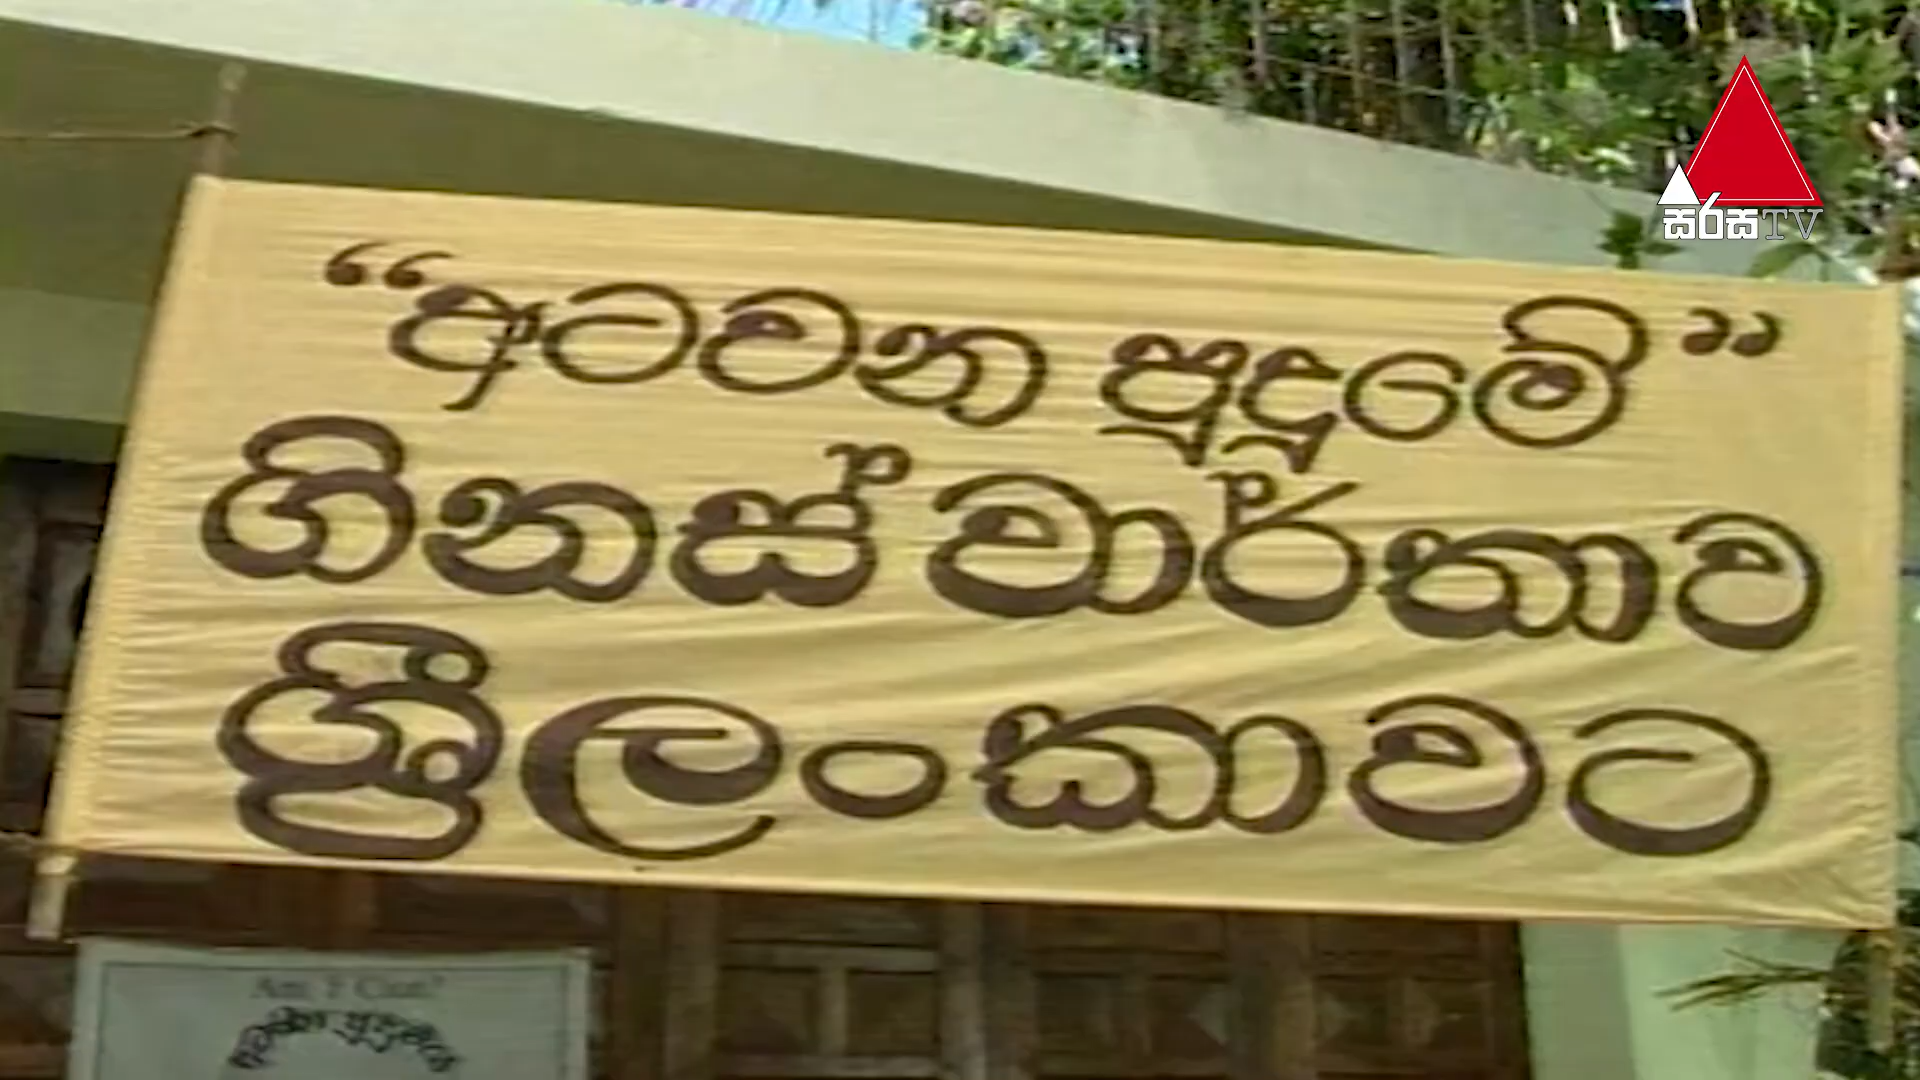 සිරස TV
“අටවන පුදුමේ”
ගිනස් වාර්තාව
ශ්‍රී ලංකාවට